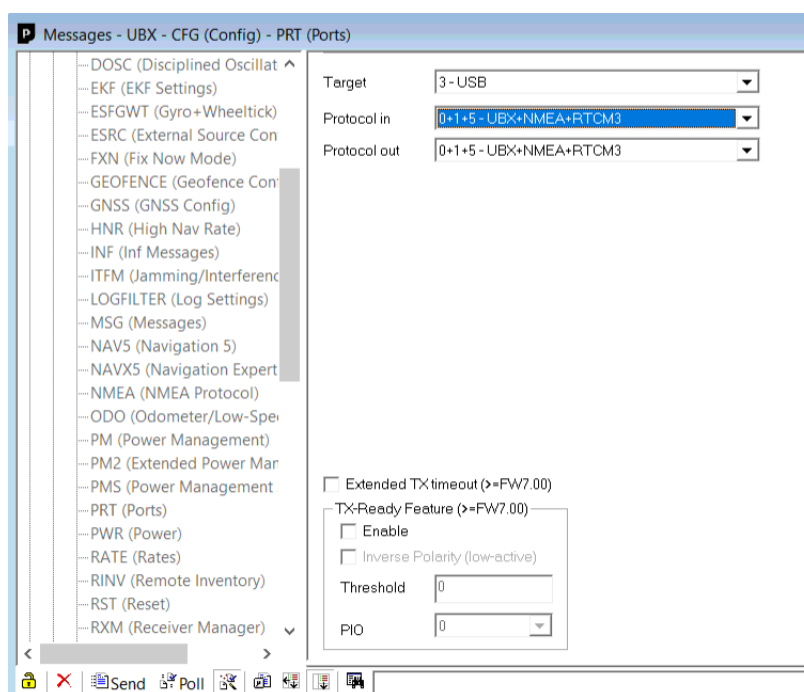 Messages - UBX - CFG (Config) - PRT (Ports)
DOSC (Disciplined Oscillat
EKF (EKF Settings)
ESFGWT (Gyro+Wheeltick)
ESRC (External Source Con
FXN (Fix Now Mode)
GEOFENCE (Geofence Con
GNSS (GNSS Config)
HNR (High Nav Rate)
INF (Inf Messages)
ITFM (Jamming/Interferenc
LOGFILTER (Log Settings)
MSG (Messages)
NAV5 (Navigation 5)
NAVX5 (Navigation Expert
NMEA (NMEA Protocol)
ODO (Odometer/Low-Spe
PM (Power Management)
PM2 (Extended Power Mar
PMS (Power Management
PRT (Ports)
PWR (Power)
RATE (Rates)
RINV (Remote Inventory)
RST (Reset)
RXM (Receiver Manager)
Target 3 - USB
Protocol in 0+1+5 - UBX+NMEA+RTCM3
Protocol out 0+1+5 - UBX+NMEA+RTCM3
Extended TX timeout (>=FW7.00)
TX-Ready Feature (>=FW7.00)
Enable
Inverse Polarity (low-active)
Threshold 0
PIO 0
Send Poll